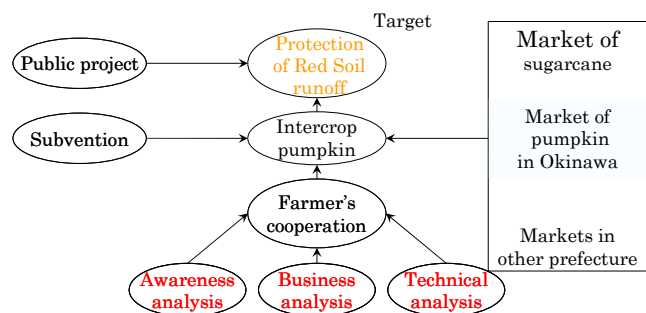 Target
Public project
Protection
of Red Soil
runoff
Market of
sugarcane
Subvention
Intercrop
pumpkin
Market of
pumpkin
in Okinawa
Farmer's
cooperation
Markets in
other prefecture
Awareness
analysis
Business
analysis
Technical
analysis